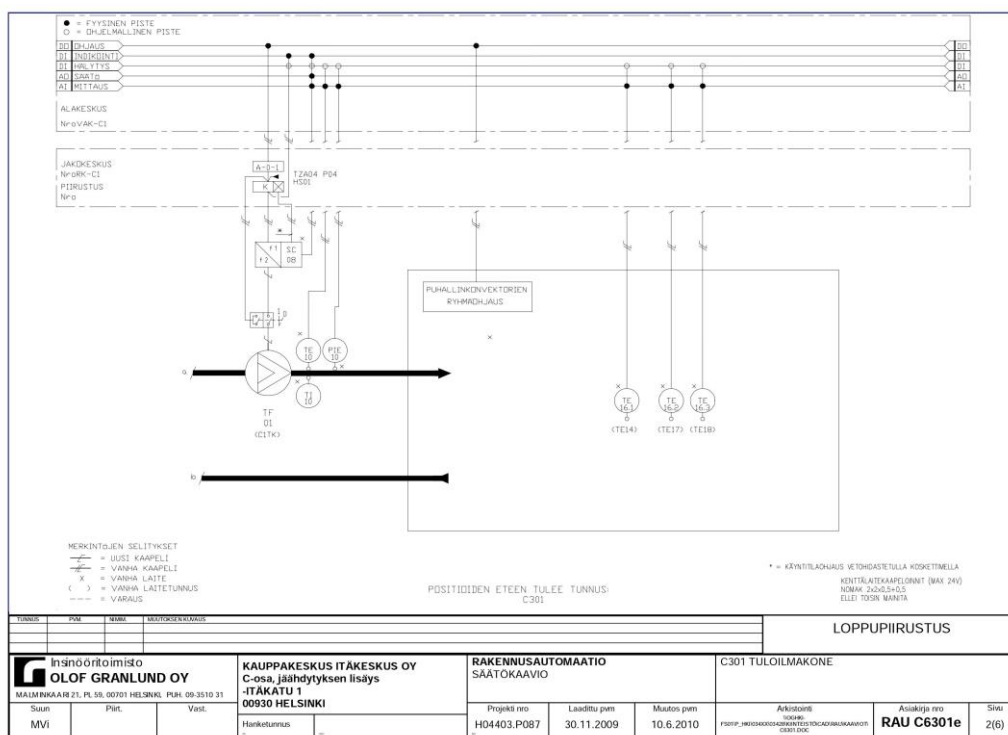 ● = FYYSINEN PISTE
○ = OHJELMALLINEN PISTE
DO OHJAUS DO
DI INDIKOINTI DI
DI HÄLYTYS DI
AO SÄÄTö AO
AI MITTAUS AI
ALAKESKUS
NroVAK-C1
JAKOKESKUS
NroRK-C1
PIIRUSTUS
Nro
A-0-1
K
TZA04 P04
HS01
f1
f2
SC
08
1
0
PUHALLINKONVEKTORIEN
RYHMÄOHJAUS
TE
10
PIE
10
TI
10
TF
01
(C1TK)
TE
16.1
(TE14)
TE
16.2
(TE17)
TE
16.3
(TE18)
MERKINTöJEN SELITYKSET
= UUSI KAAPELI
= VANHA KAAPELI
X = VANHA LAITE
( ) = VANHA LAITETUNNUS
--- = VARAUS
POSITIOIDEN ETEEN TULEE TUNNUS:
C301
* = KÄYNTITILAOHJAUS VETOHIDASTETULLA KOSKETTIMELLA
KENTTÄLAITEKAAPELOINNIT (MAX 24V)
NOMAK 2x2x0,5+0,5
ELLEI TOISIN MAINITA
TUNNUS PVM. NIMIM. MUUTOKSEN KUVAUS
LOPPUPIIRUSTUS
Insinööritoimisto
OLOF GRANLUND OY
MALMINKAARI 21, PL 59, 00701 HELSINKI, PUH. 09-3510 31
KAUPPAKESKUS ITÄKESKUS OY
C-osa, jäähdytyksen lisäys
-ITÄKATU 1
00930 HELSINKI
RAKENNUSAUTOMAATIO
SÄÄTÖKAAVIO
C301 TULOILMAKONE
Suun
MVi
Piirt.
Vast.
Hanketunnus
Projekti nro
H04403.P087
Laadittu pvm
30.11.2009
Muutos pvm
10.6.2010
Arkistointi
C6301.DOC
Asiakirja nro
RAU C6301e
Sivu
2(6)